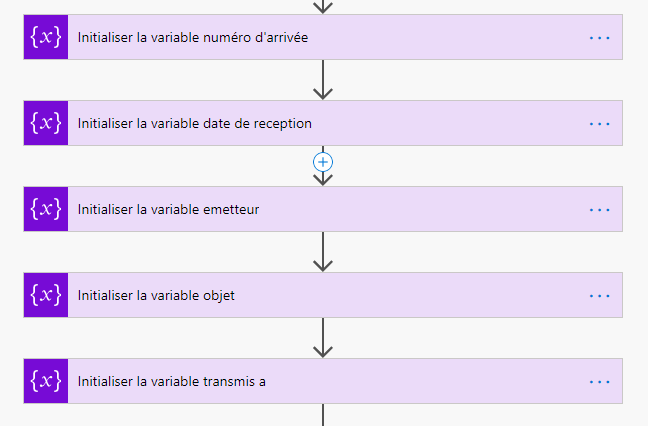 {x} Initialiser la variable numéro d'arrivée
{x} Initialiser la variable date de reception
{x} Initialiser la variable emetteur
{x} Initialiser la variable objet
{x} Initialiser la variable transmis a